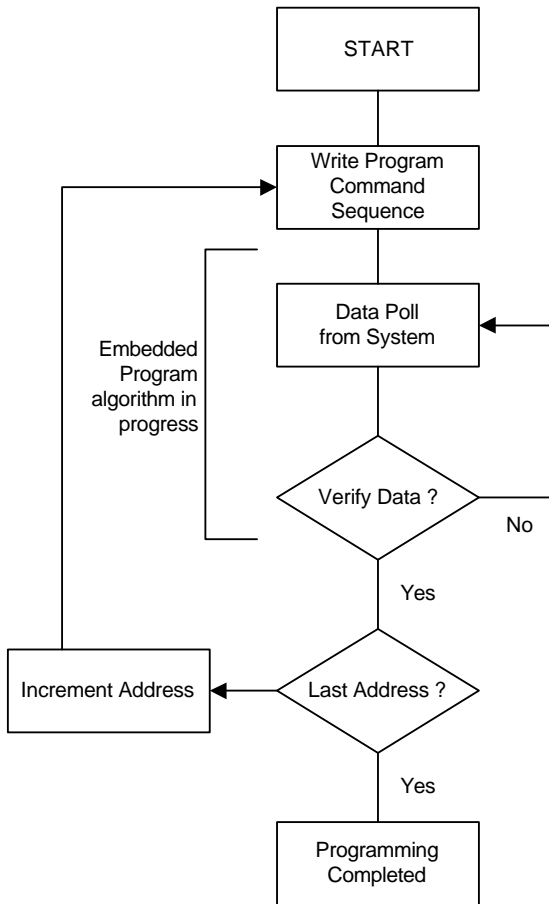 START
Write Program
Command
Sequence
Data Poll
from System
Embedded
Program
algorithm in
progress
Verify Data ?
No
Yes
Increment Address
Last Address ?
Yes
Programming
Completed